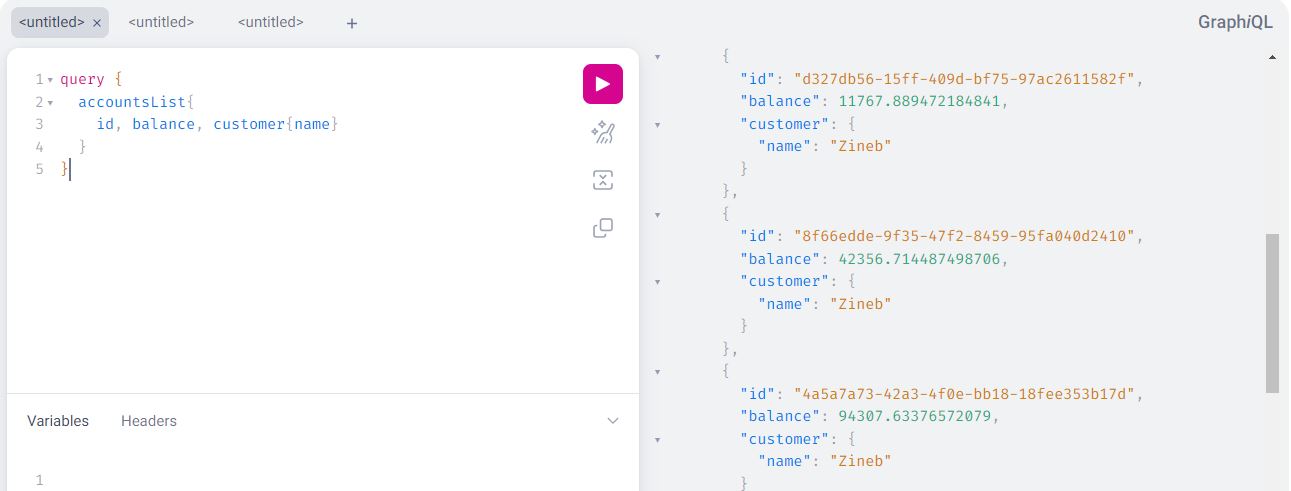 <untitled> × <untitled> <untitled> + GraphiQL
1 query {
2 accountsList{
3 id, balance, customer{name}
4 }
5 }
Variables Headers
1
{
"id": "d327db56-15ff-409d-bf75-97ac2611582f",
"balance": 11767.889472184841,
"customer": {
"name": "Zineb"
}
},
{
"id": "8f66edde-9f35-47f2-8459-95fa040d2410",
"balance": 42356.714487498706,
"customer": {
"name": "Zineb"
}
},
{
"id": "4a5a7a73-42a3-4f0e-bb18-18fee353b17d",
"balance": 94307.63376572079,
"customer": {
"name": "Zineb"
}